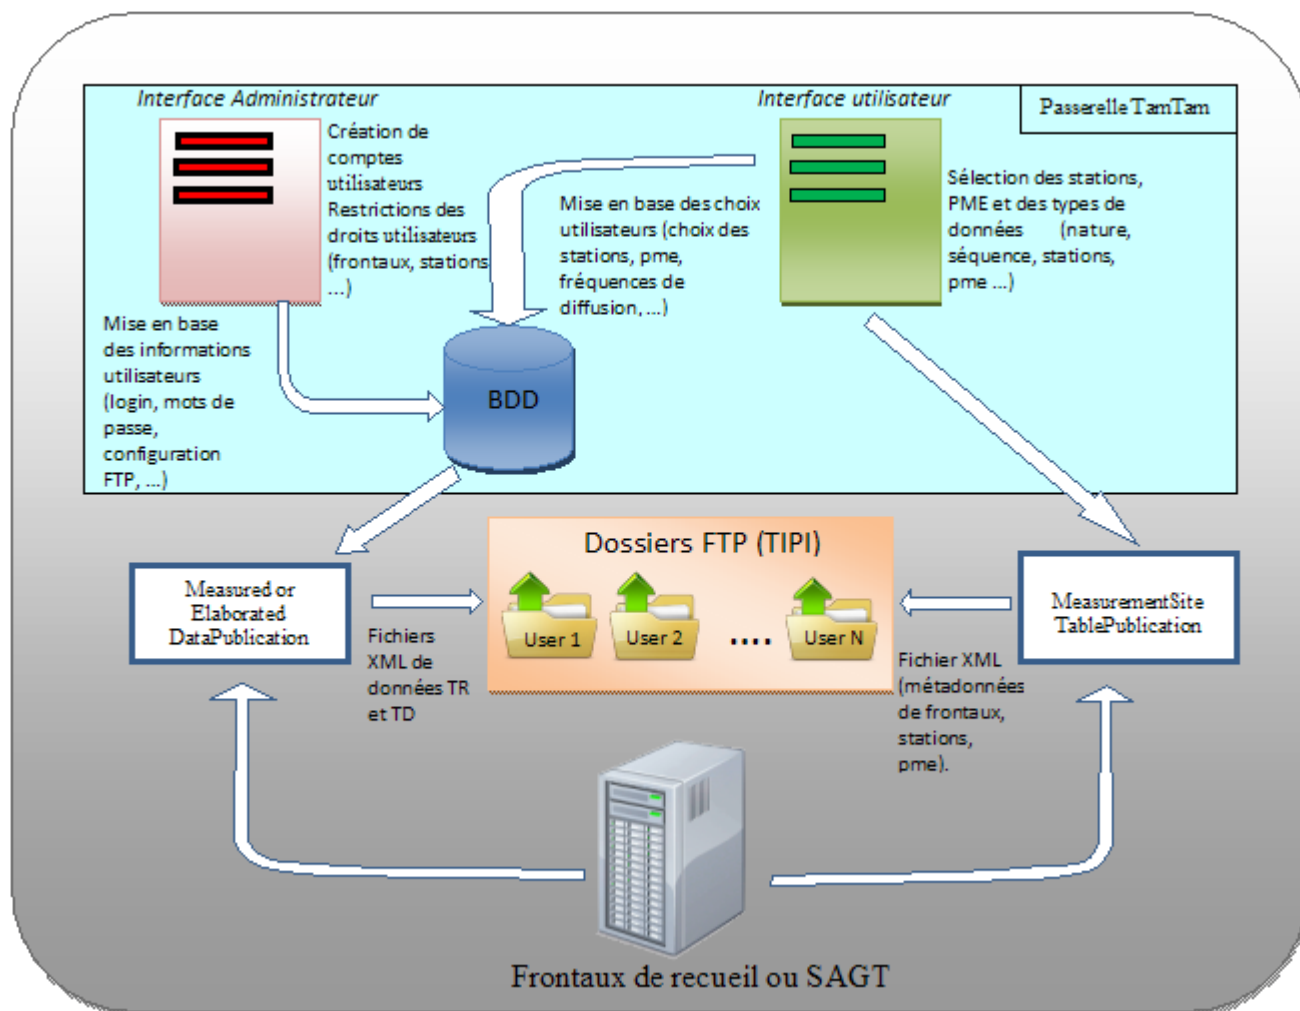 Interface Administrateur
Interface utilisateur
Passerelle TamTam
Création de
comptes
utilisateurs
Restrictions des
droits utilisateurs
(frontaux, stations
...)
Mise en base des choix
utilisateurs (choix des
stations, pme,
fréquences de
diffusion, ...)
Sélection des stations,
PME et des types de
données (nature,
séquence, stations,
pme ...)
Mise en base
des informations
utilisateurs
(login, mots de
passe,
configuration
FTP, ...)
BDD
Dossiers FTP (TIPI)
User 1
User 2
....
User N
Measured or
Elaborated
DataPublication
MeasurementSite
TablePublication
Fichiers
XML de
données TR
et TD
Fichier XML
(métadonnées
de frontaux,
stations,
pme).
Frontaux de recueil ou SAGT